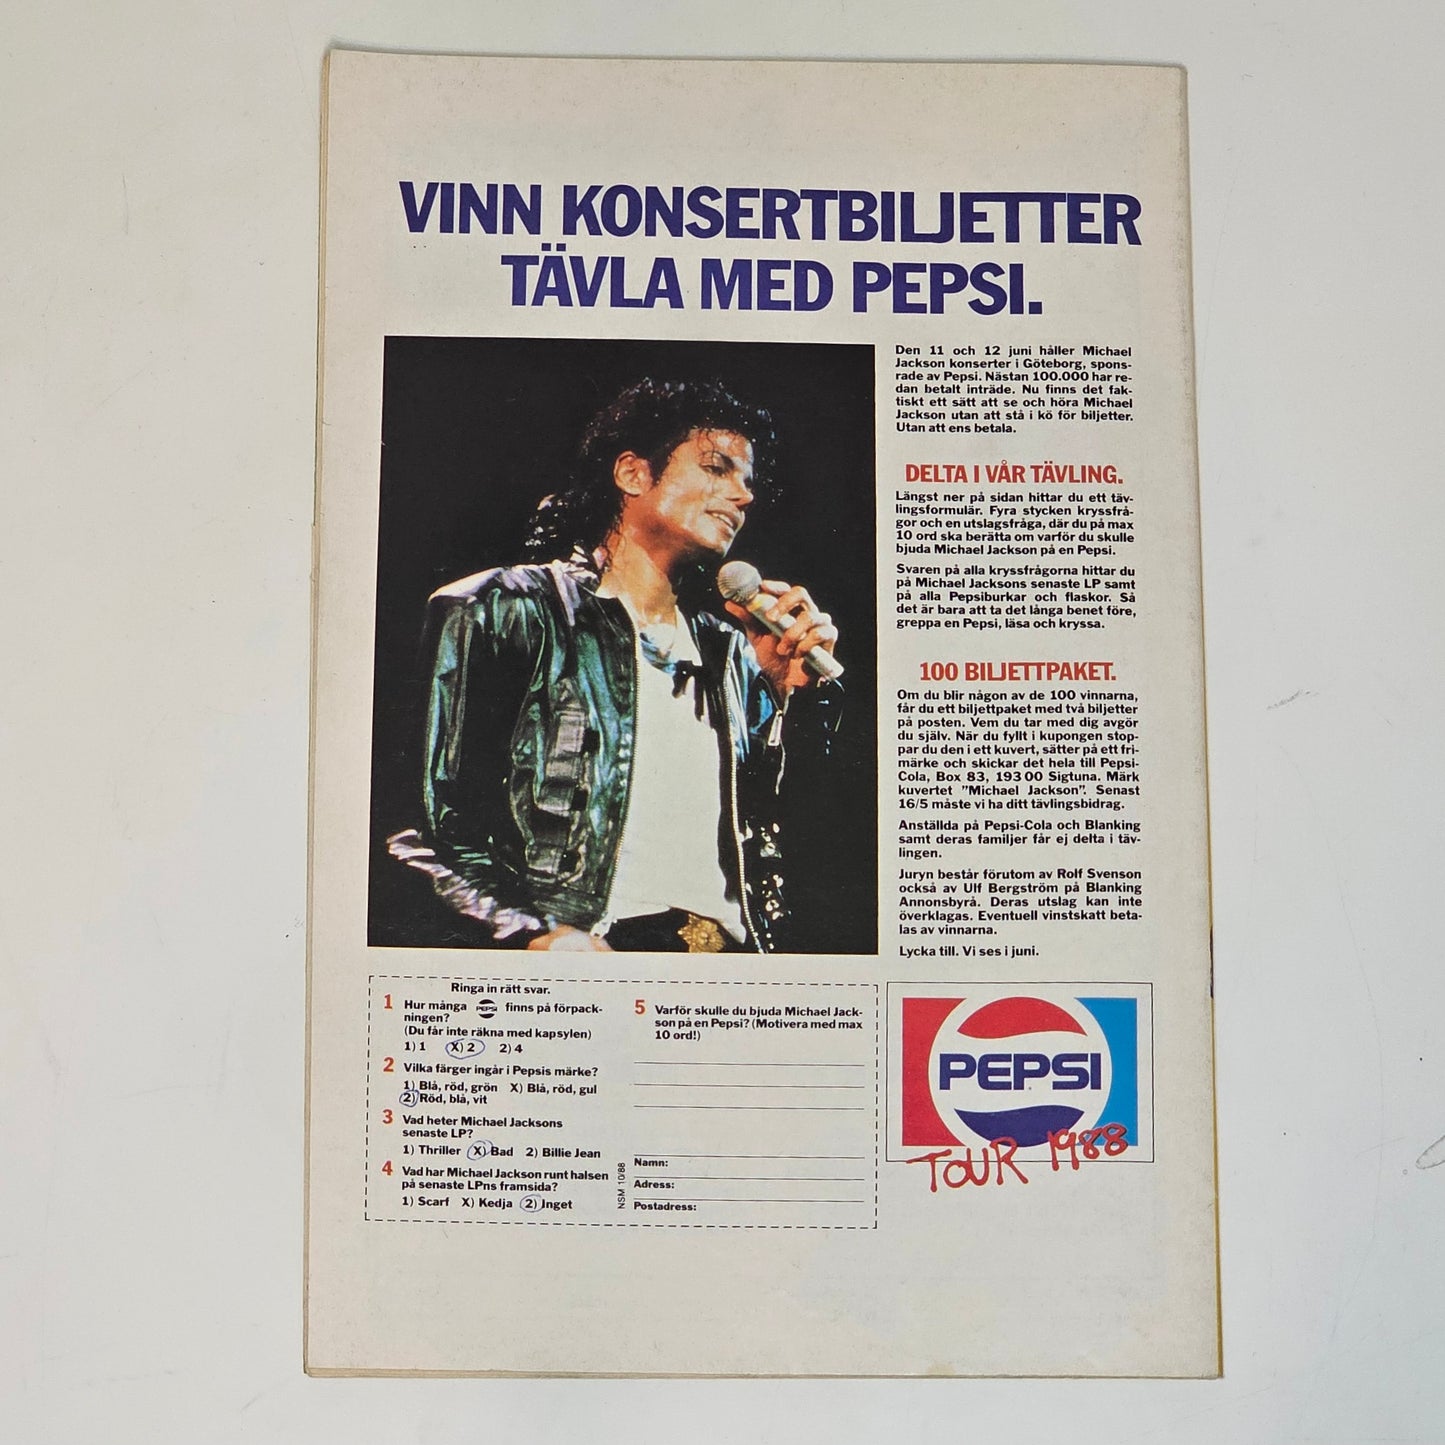 VINN KONSERTBILJETTER
TÄVLA MED PEPSI.
Den 11 och 12 juni håller Michael
Jackson konserter i Göteborg, spons-
rade av Pepsi. Nästan 100.000 har re-
dan betalt inträde. Nu finns det fak-
tiskt ett sätt att se och höra Michael
Jackson utan att stå i kö för biljetter.
Utan att ens betala.
DELTA I VÅR TÄVLING.
Längst ner på sidan hittar du ett täv-
lingsformulär. Fyra stycken kryssfrå-
gor och en utslagsfråga, där du på max
10 ord ska berätta om varför du skulle
bjuda Michael Jackson på en Pepsi.
Svaren på alla kryssfrågorna hittar du
på Michael Jacksons senaste LP samt
på alla Pepsiburkar och flaskor. Så
det är bara att ta det långa benet före,
greppa en Pepsi, läsa och kryssa.
100 BILJETTPAKET.
Om du blir någon av de 100 vinnarna,
får du ett biljettpaket med två biljetter
på posten. Vem du tar med dig avgör
du själv. När du fyllt i kupongen stop-
par du den i ett kuvert, sätter på ett fri-
märke och skickar det hela till Pepsi-
Cola, Box 83, 193 00 Sigtuna. Märk
kuvertet "Michael Jackson". Senast
16/5 måste vi ha ditt tävlingsbidrag.
Anställda på Pepsi-Cola och Blanking
samt deras familjer får ej delta i täv-
lingen.
Juryn består förutom av Rolf Svenson
också av Ulf Bergström på Blanking
Annonsbyrå. Deras utslag kan inte
överklagas. Eventuell vinstskatt beta-
las av vinnarna.
Lycka till. Vi ses i juni.
Ringa in rätt svar.
1 Hur många PEPSI finns på förpack-
ningen?
(Du får inte räkna med kapsylen)
1) 1 X) 2 2) 4
2 Vilka färger ingår i Pepsis märke?
1) Blå, röd, grön X) Blå, röd, gul
2) Röd, blå, vit
3 Vad heter Michael Jacksons
senaste LP?
1) Thriller X) Bad 2) Billie Jean
4 Vad har Michael Jackson runt halsen
på senaste LPns framsida?
1) Scarf X) Kedja 2) Inget
NSM 10/88
5 Varför skulle du bjuda Michael Jack-
son på en Pepsi? (Motivera med max
10 ord!)
Namn:
Adress:
Postadress:
PEPSI
TOUR 1988